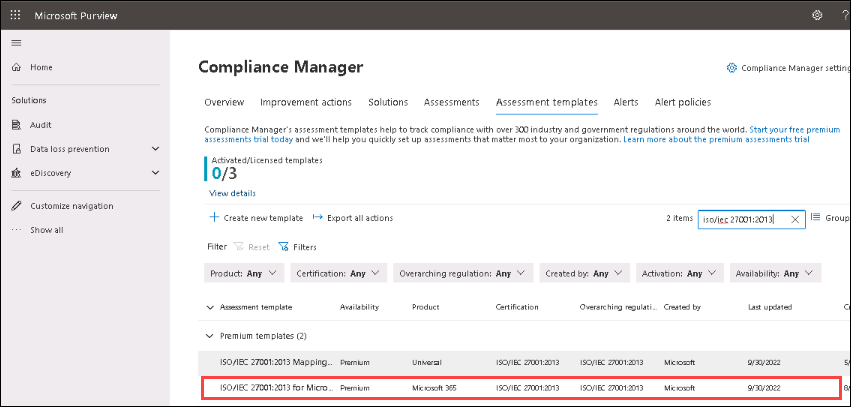 Microsoft Purview
?
Home
Solutions
Audit
Data loss prevention
eDiscovery
Customize navigation
Show all
Compliance Manager
Compliance Manager setting
Overview Improvement actions Solutions Assessments Assessment templates Alerts Alert policies
Compliance Manager's assessment templates help to track compliance with over 300 industry and government regulations around the world. Start your free premium
assessments trial today and we'll help you quickly set up assessments that matter most to your organization. Learn more about the premium assessments trial
Activated/Licensed templates
0/3
View details
Create new template Export all actions 2 items iso/iec 27001:2013 Group
Filter Reset Filters
Product: Any Certification: Any Overarching regulation: Any Created by: Any Activation: Any Availability: Any
Assessment template Availability Product Certification Overarching regulati... Created by Last updated C
Premium templates (2)
ISO/IEC 27001:2013 Mapping... Premium Universal ISO/IEC 27001:2013 ISO/IEC 27001:2013 Microsoft 9/30/2022 5/
ISO/IEC 27001:2013 for Micro... Premium Microsoft 365 ISO/IEC 27001:2013 ISO/IEC 27001:2013 Microsoft 9/30/2022 8/